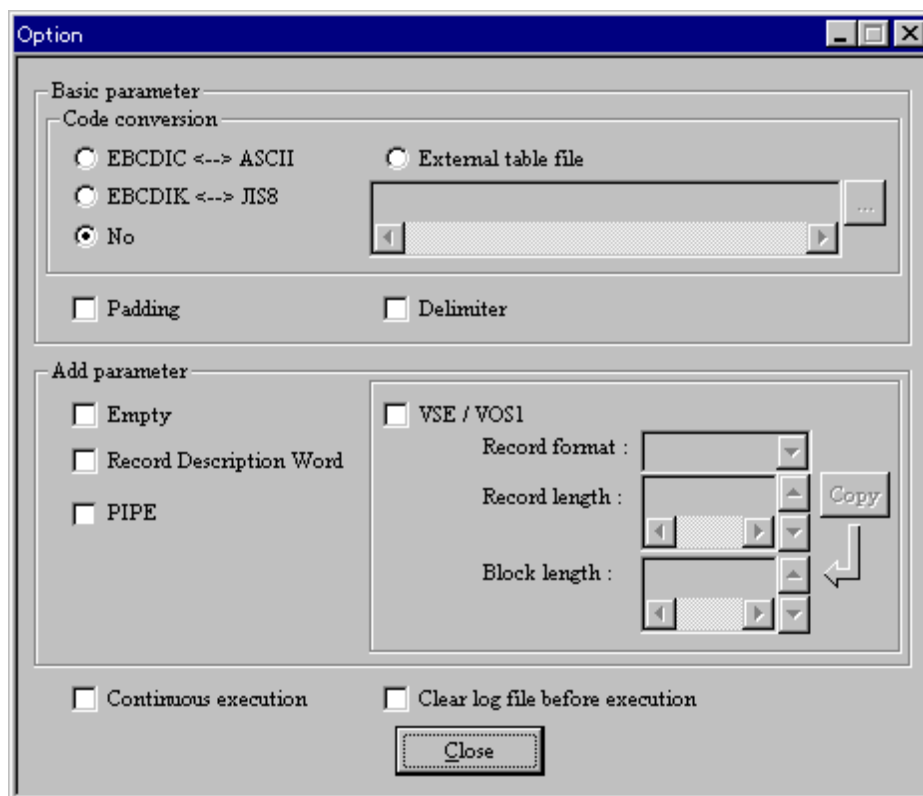 Option
Basic parameter
Code conversion
EBCDIC <--> ASCII
External table file
EBCDIK <--> JIS8
...
No
Padding
Delimiter
Add parameter
Empty
VSE / VOS1
Record format :
Record Description Word
Record length :
Copy
PIPE
Block length :
Continuous execution
Clear log file before execution
Close